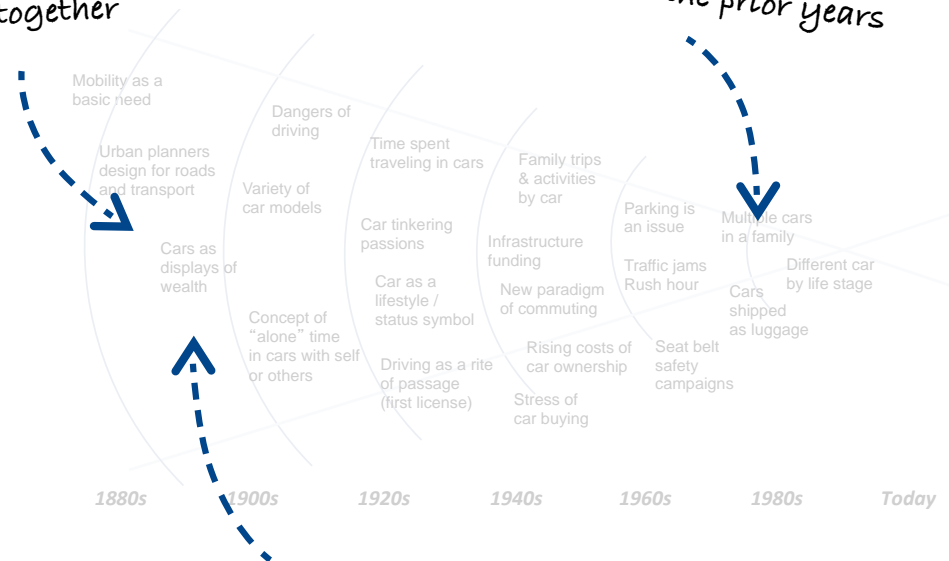 together
the prior years
Mobility as a
basic need
Urban planners
design for roads
and transport
Cars as
displays of
wealth
Dangers of
driving
Variety of
car models
Concept of
“alone” time
in cars with self
or others
Time spent
traveling in cars
Car tinkering
passions
Car as a
lifestyle /
status symbol
Driving as a rite
of passage
(first license)
Family trips
& activities
by car
Infrastructure
funding
New paradigm
of commuting
Rising costs of
car ownership
Stress of
car buying
Parking is
an issue
Traffic jams
Rush hour
Seat belt
safety
campaigns
Multiple cars
in a family
Different car
by life stage
Cars
shipped
as luggage
1880s 1900s 1920s 1940s 1960s 1980s Today